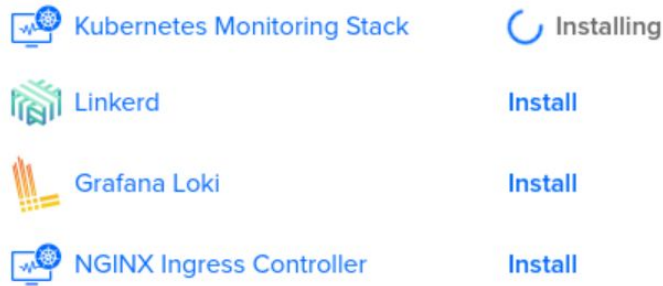 Kubernetes Monitoring Stack Installing
Linkerd Install
Grafana Loki Install
NGINX Ingress Controller Install